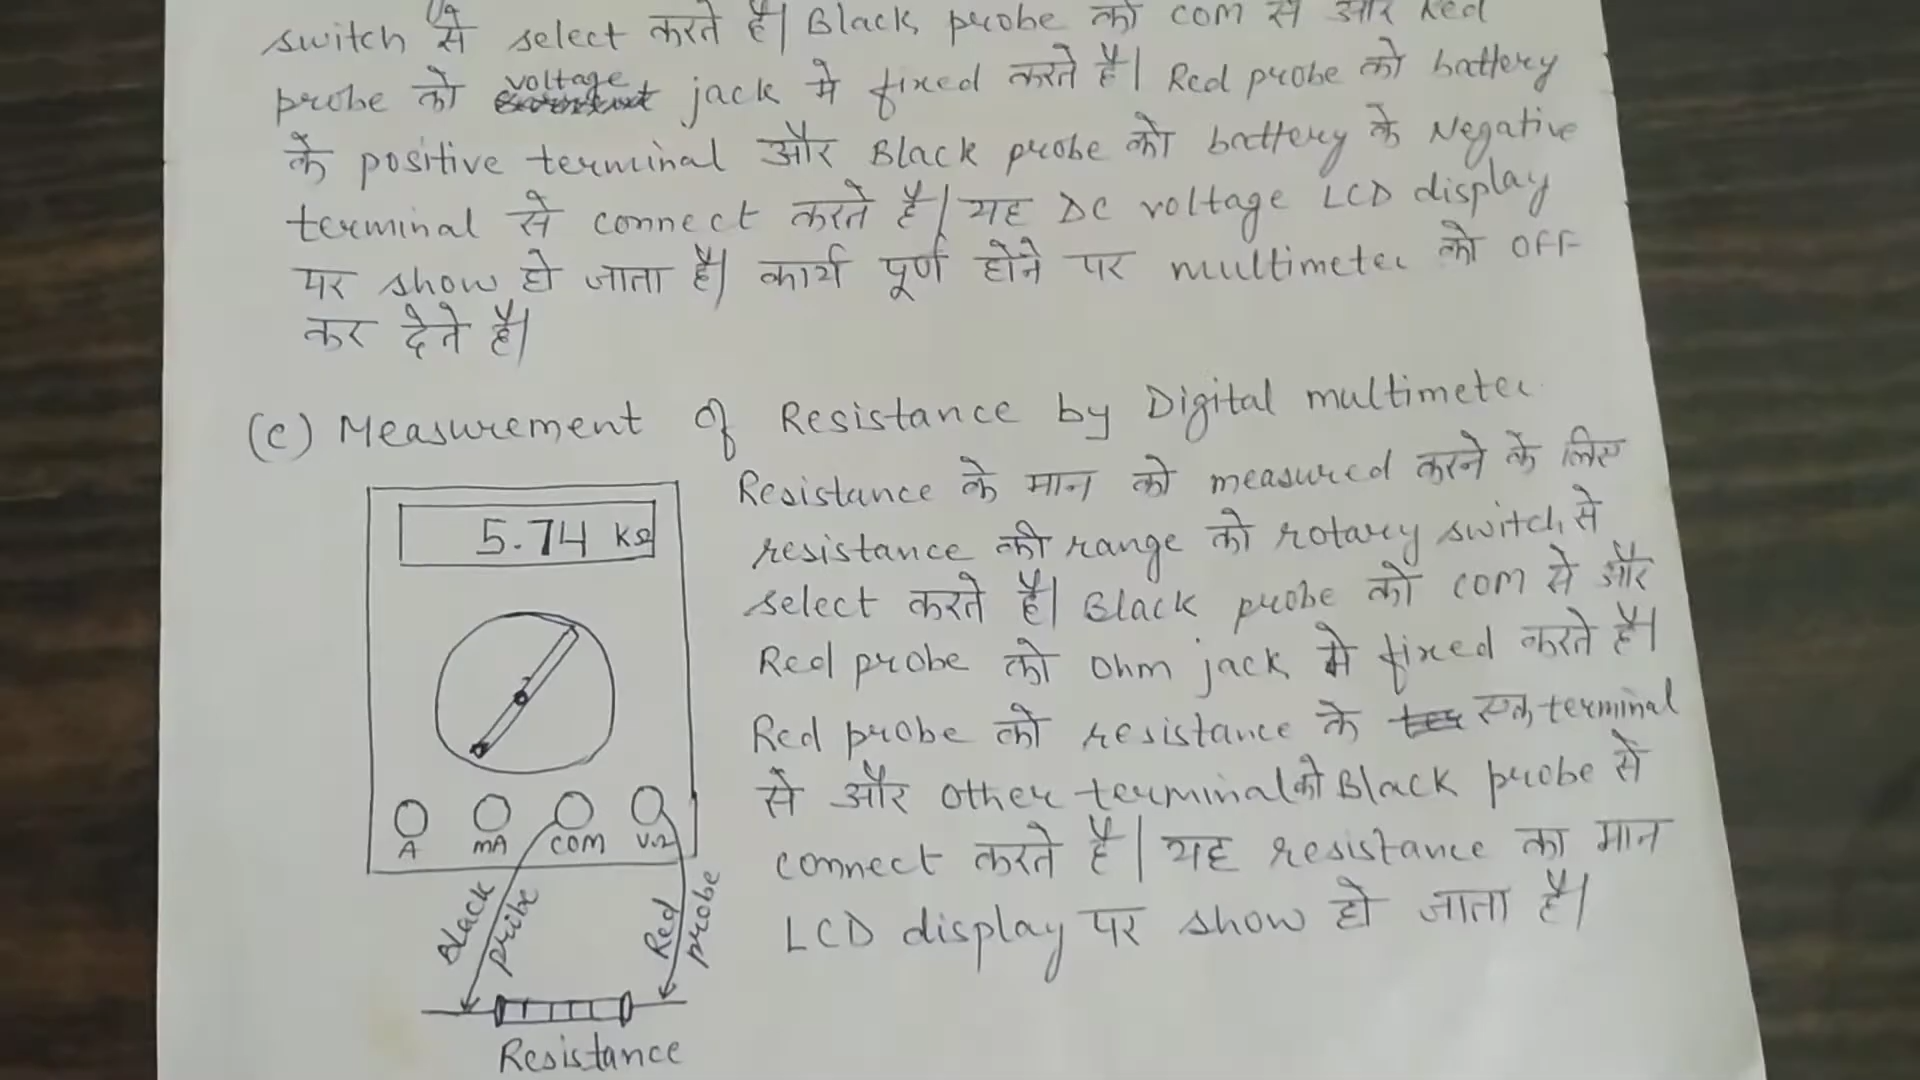 switch से select करते है। Black probe को com से और Red
probe को voltage jack मे fixed करते है। Red probe को battery
के positive terminal और Black probe को battery के Negative
terminal से connect करते है। यह DC voltage LCD display
पर show हो जाता है। कार्य पूर्ण होने पर multimeter को OFF
कर देते है।
(c) Measurement of Resistance by Digital multimeter
Resistance के मान को measured करने के लिए
resistance की range को rotary switch से
select करते है। Black probe को com से और
Red probe को Ohm jack मे fixed करते है।
Red probe को resistance के एक terminal
से और other terminal को Black probe से
connect करते है। यह resistance का मान
LCD display पर show हो जाता है।
5.74 kΩ
A mA COM VΩ
Black probe
Red probe
Resistance